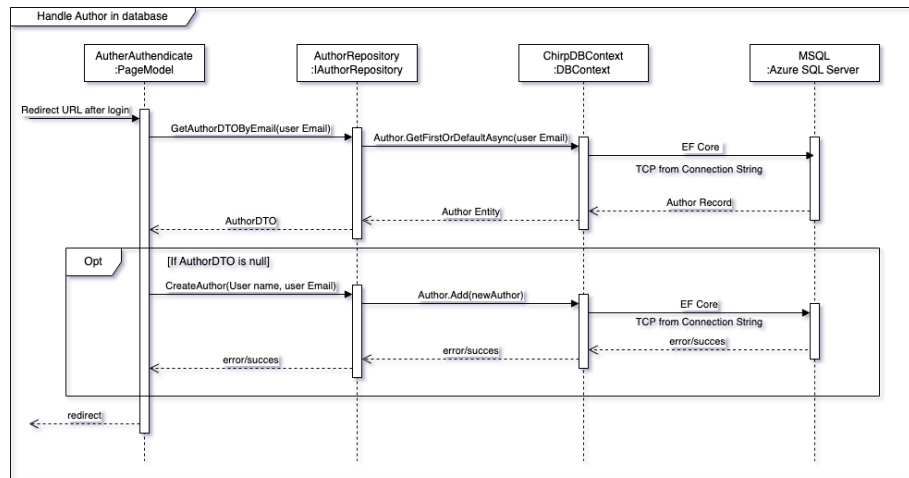 Handle Author in database
AutherAuthendicate
:PageModel
AuthorRepository
:IAuthorRepository
ChirpDBContext
:DBContext
MSQL
:Azure SQL Server
Redirect URL after login
GetAuthorDTOByEmail(user Email)
Author.GetFirstOrDefaultAsync(user Email)
EF Core
TCP from Connection String
Author Record
Author Entity
AuthorDTO
Opt
[If AuthorDTO is null]
CreateAuthor(User name, user Email)
Author.Add(newAuthor)
EF Core
TCP from Connection String
error/succes
error/succes
error/succes
redirect